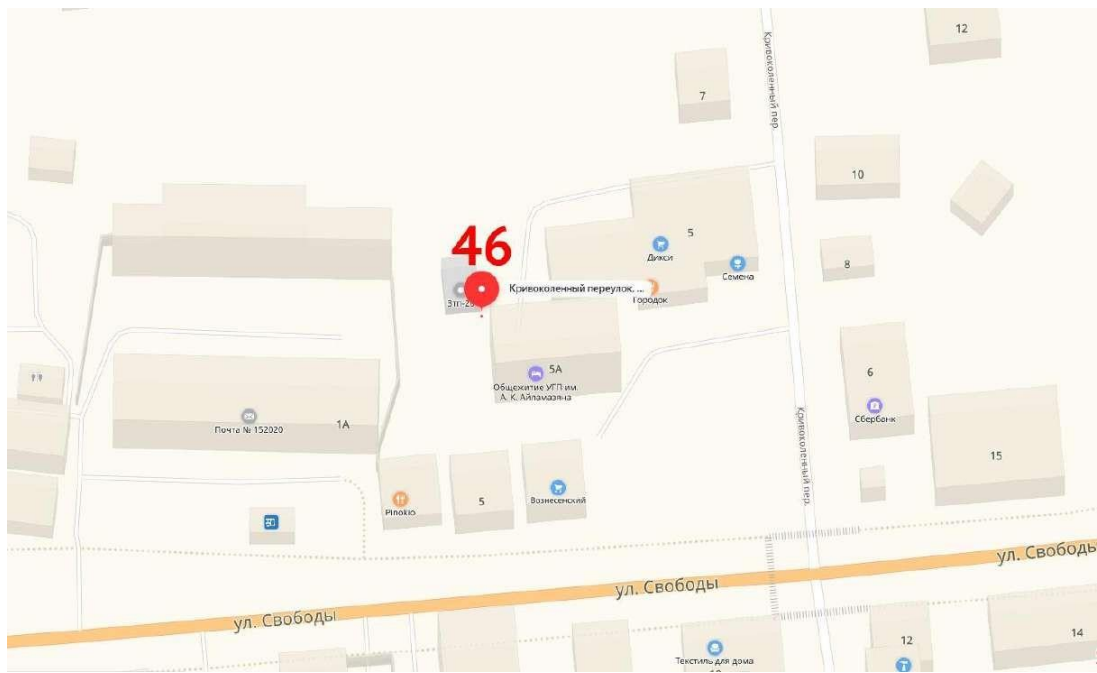 12
Кривоколенный пер.
7
10
46
5
Дикси
Семена
8
Кривоколенный переулок, ...
Городок
5А
Общежитие УГП им.
А. К. Айламазяна
6
Сбербанк
Почта № 152020
1А
Кривоколенный пер.
15
Pinokio
5
Вознесенский
ул. Свободы
ул. Свободы
ул. Свободы
12
14
Текстиль для дома